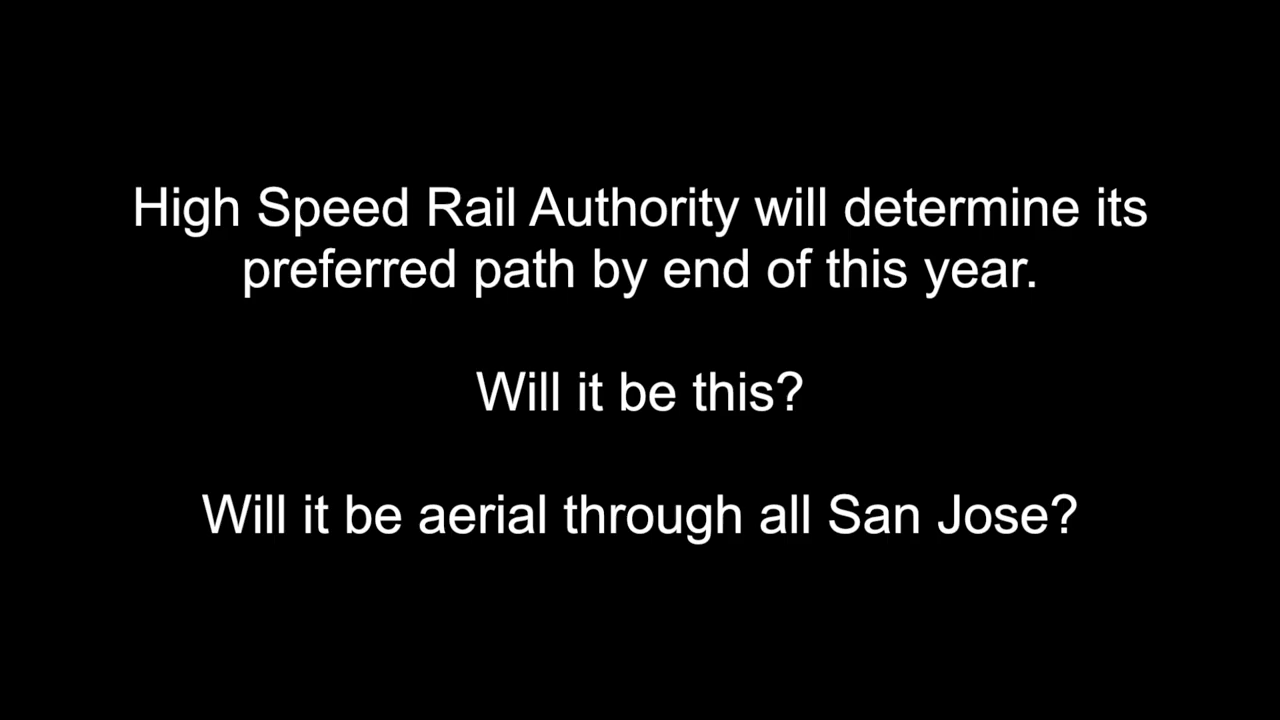 High Speed Rail Authority will determine its
preferred path by end of this year.
Will it be this?
Will it be aerial through all San Jose?